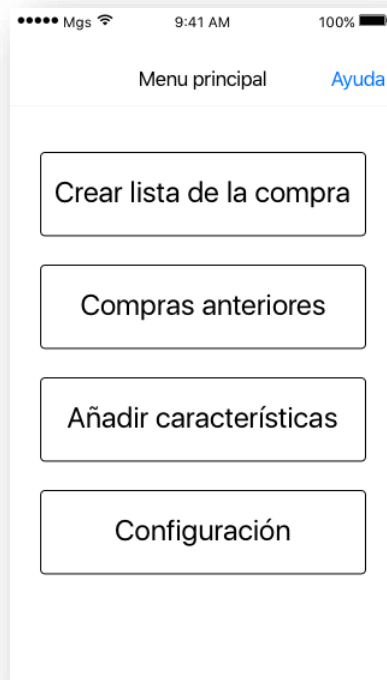 Mgs 9:41 AM 100%
Menu principal Ayuda
Crear lista de la compra
Compras anteriores
Añadir características
Configuración